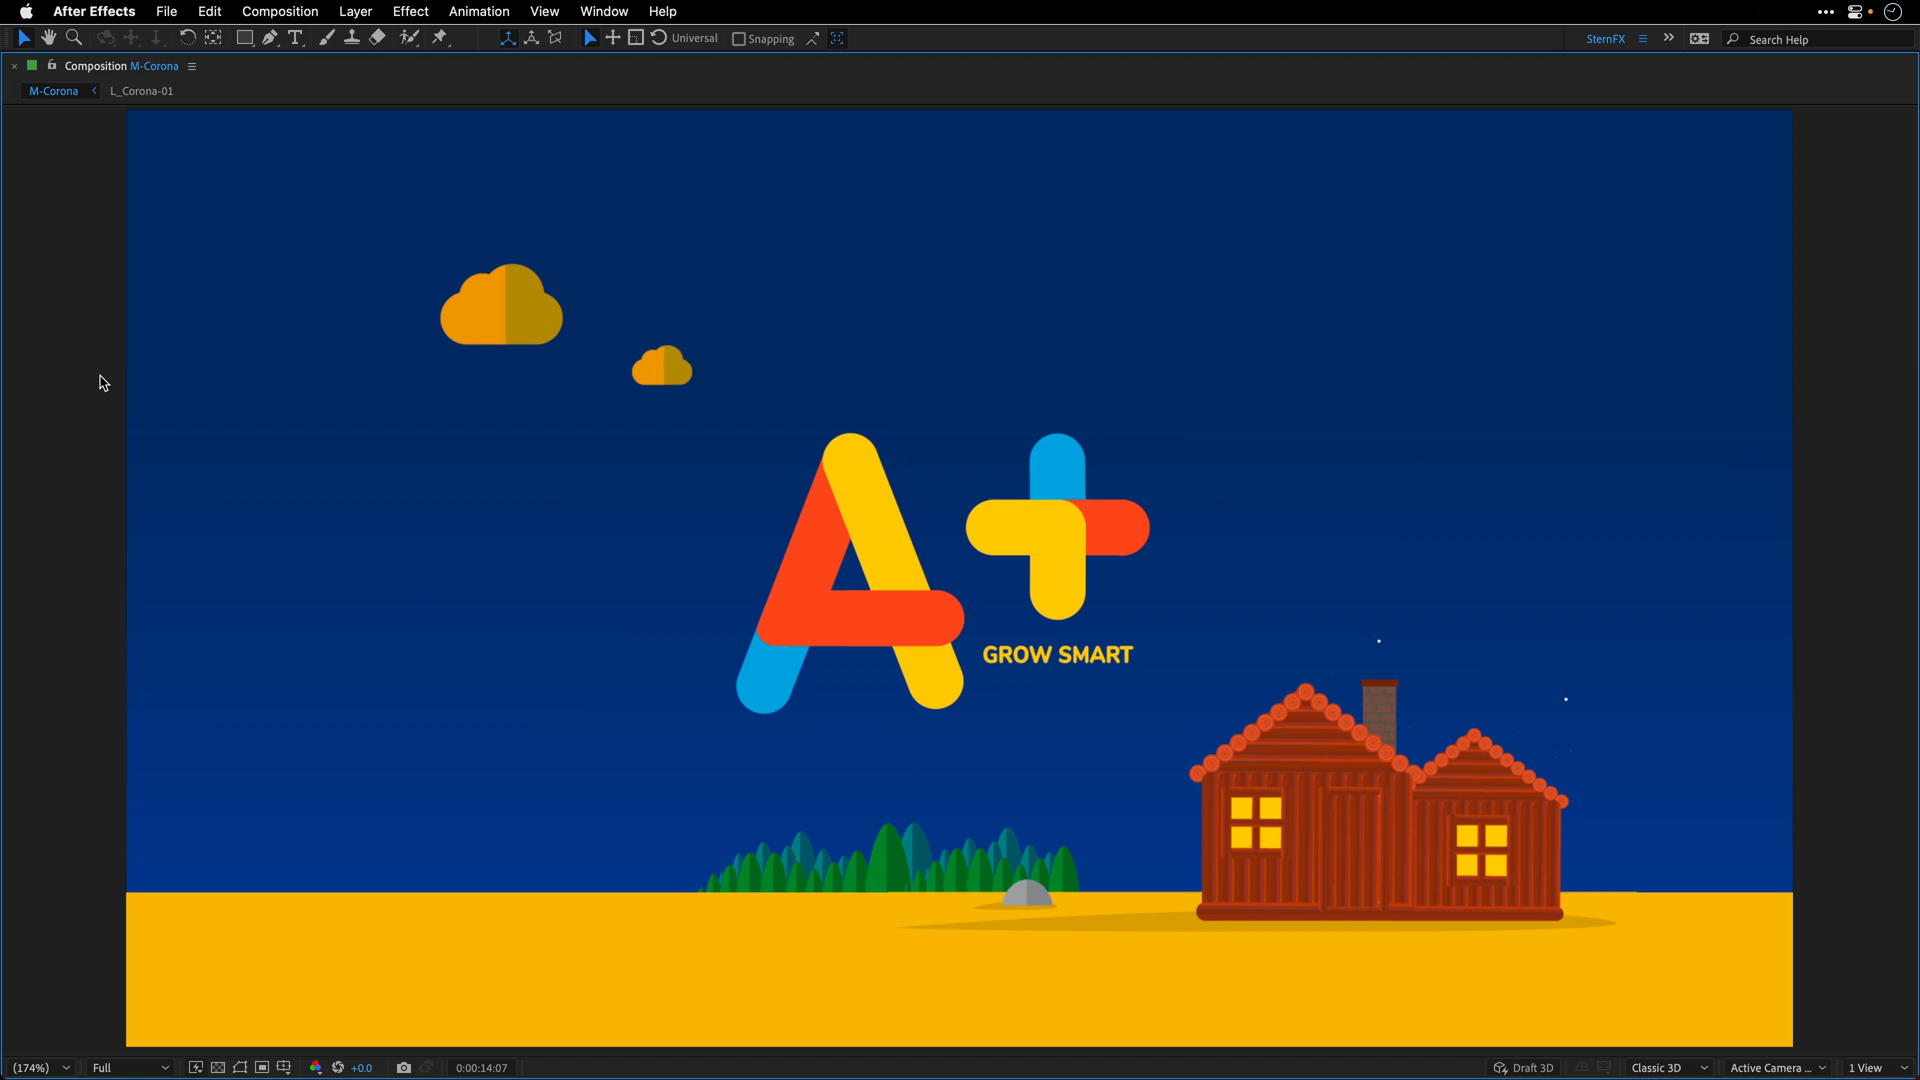 After Effects File Edit Composition Layer Effect Animation View Window Help
Universal Snapping SternFX Search Help
Composition M-Corona
M-Corona L_Corona-01
A+
GROW SMART
(174%) Full +0.0 0:00:14:07 Draft 3D Classic 3D Active Camera ... 1 View